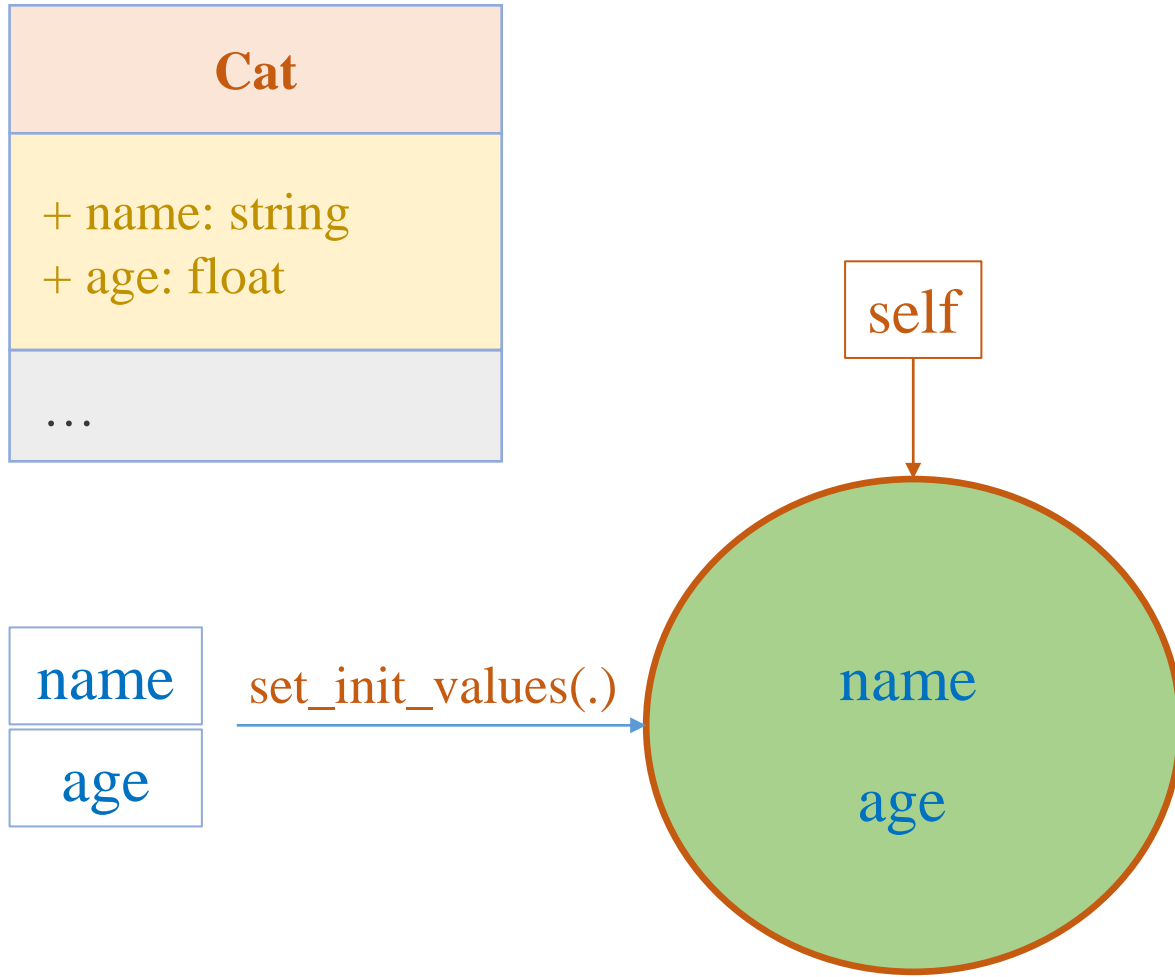 Cat
+ name: string
+ age: float
…
self
name
age
set_init_values(.)
name
age